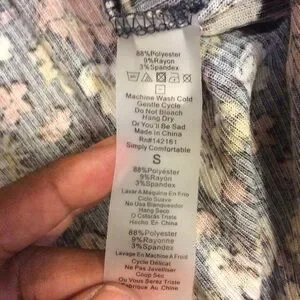 88%Polyester
9%Rayon
3%Spandex
Machine Wash Cold
Gentle Cycle
Do Not Bleach
Hang Dry
Or You'll Be Sad
Made in China
Rn#142161
Simply Comfortable
S
88%Polyester
9%Rayon
3%Spandex
Lavar A Maquina En Frio
Ciclo Suave
No Usa Blanqueador
Hang Seco
O Estarás Triste
Hecho En China
88%Polyester
9%Rayonne
3%Spandex
Lavage En Machine A Froid
Cycle Délicat
Ne Pas Javelliser
Coup Sec
Ou Vous Serez Triste
Fabrique Au Chine